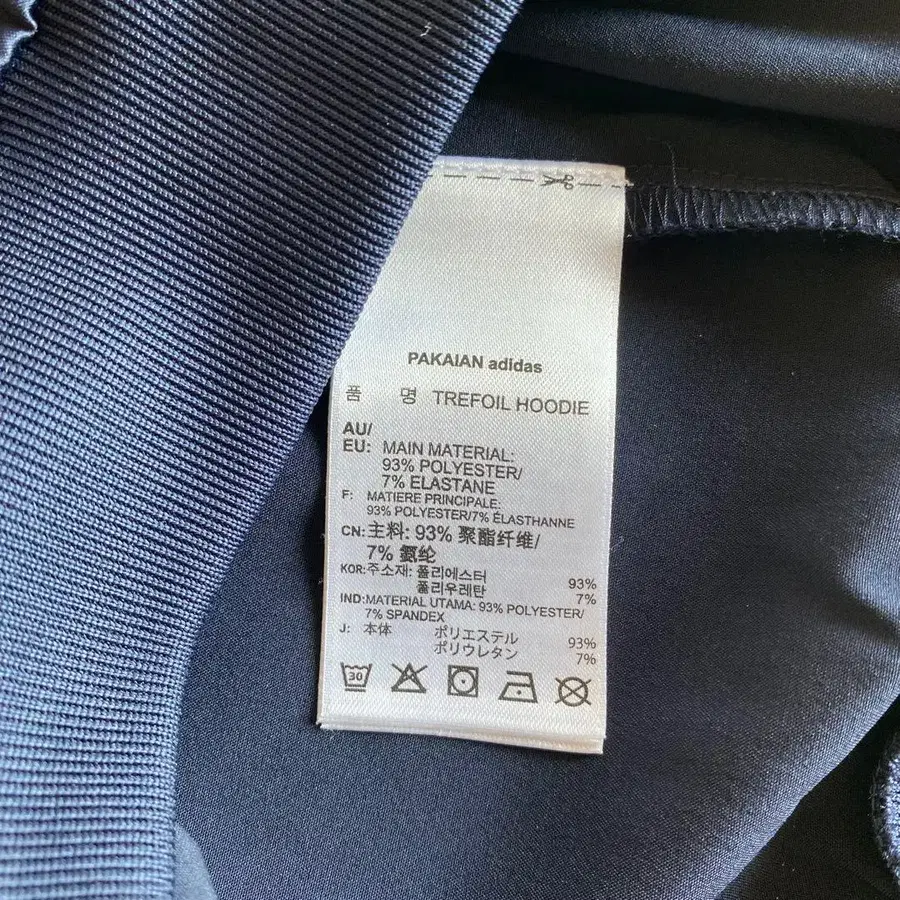 PAKAIAN adidas
품 명 TREFOIL HOODIE
AU/
EU: MAIN MATERIAL:
93% POLYESTER/
7% ELASTANE
F: MATIERE PRINCIPALE:
93% POLYESTER/7% ÉLASTHANNE
CN: 主料: 93% 聚酯纤维/
7% 氨纶
KOR: 주소재: 폴리에스터 93%
폴리우레탄 7%
IND: MATERIAL UTAMA: 93% POLYESTER/
7% SPANDEX
J: 本体 ポリエステル 93%
ポリウレタン 7%
30